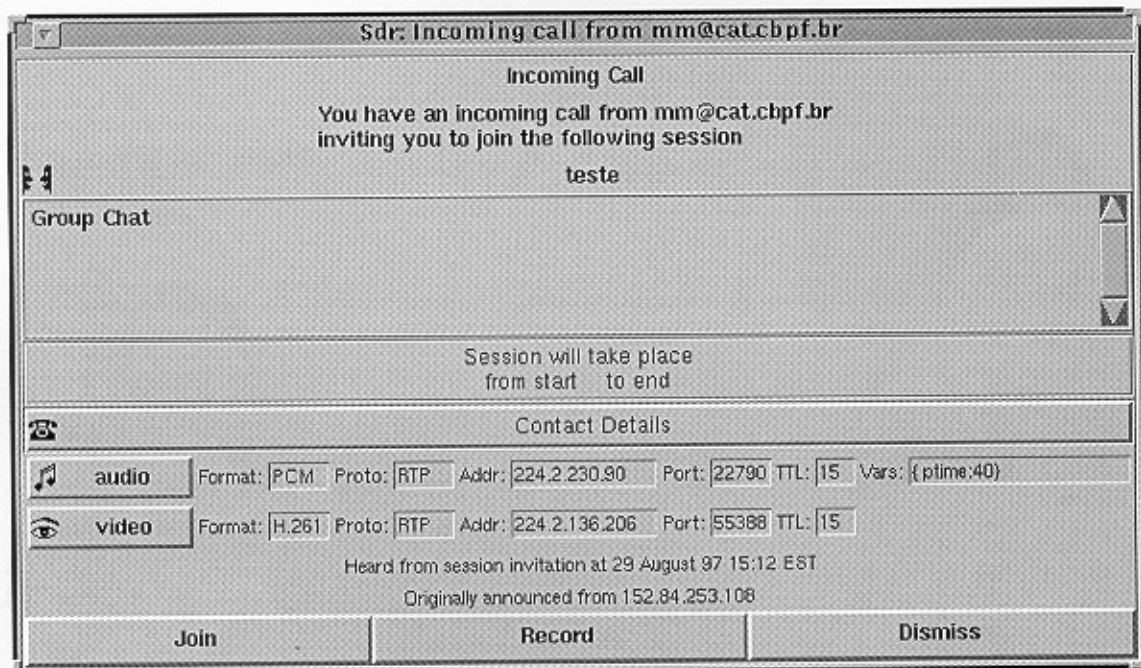 Sdr: Incoming call from mm@cat.cbpf.br
Incoming Call
You have an incoming call from mm@cat.cbpf.br
inviting you to join the following session
teste
Group Chat
Session will take place
from start to end
Contact Details
audio Format: PCM Proto: RTP Addr: 224.2.230.90 Port: 22790 TTL: 15 Vars: { ptime:40}
video Format: H.261 Proto: RTP Addr: 224.2.136.206 Port: 55388 TTL: 15
Heard from session invitation at 29 August 97 15:12 EST
Originally announced from 152.84.253.108
Join Record Dismiss